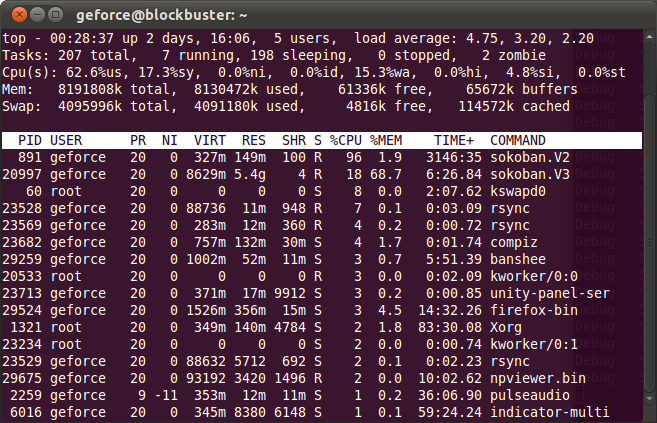 geforce@blockbuster: ~
top - 00:28:37 up 2 days, 16:06,  5 users,  load average: 4.75, 3.20, 2.20
Tasks: 207 total,   7 running, 198 sleeping,   0 stopped,   2 zombie
Cpu(s): 62.6%us, 17.3%sy,  0.0%ni,  0.0%id, 15.3%wa,  0.0%hi,  4.8%si,  0.0%st
Mem:   8191808k total,  8130472k used,    61336k free,    65672k buffers
Swap:  4095996k total,  4091180k used,     4816k free,   114572k cached
  PID USER      PR  NI  VIRT  RES  SHR S %CPU %MEM    TIME+  COMMAND
  891 geforce   20   0  327m 149m  100 R   96  1.9   3146:35 sokoban.V2
20997 geforce   20   0 8629m 5.4g    4 R   18 68.7   6:26.84 sokoban.V3
   60 root      20   0     0    0    0 S    8  0.0   2:07.62 kswapd0
23528 geforce   20   0 88736  11m  948 R    7  0.1   0:03.09 rsync
23569 geforce   20   0  283m  12m  360 R    4  0.2   0:00.72 rsync
23682 geforce   20   0  757m 132m  30m S    4  1.7   0:01.74 compiz
29259 geforce   20   0 1002m  52m  11m S    3  0.7   5:51.39 banshee
20533 root      20   0     0    0    0 R    3  0.0   0:02.09 kworker/0:0
23713 geforce   20   0  371m  17m 9912 S    3  0.2   0:00.85 unity-panel-ser
29524 geforce   20   0 1526m 356m  15m S    3  4.5  14:32.26 firefox-bin
 1321 root      20   0  349m 140m 4784 S    2  1.8  83:30.08 Xorg
23234 root      20   0     0    0    0 S    2  0.0   0:00.74 kworker/0:1
23529 geforce   20   0 88632 5712  692 S    2  0.1   0:02.23 rsync
29675 geforce   20   0 93192 3420 1496 R    2  0.0  10:02.62 npviewer.bin
 2259 geforce    9 -11  353m  12m  11m S    1  0.2  36:06.90 pulseaudio
 6016 geforce   20   0  345m 8380 6148 S    1  0.1  59:24.24 indicator-multi